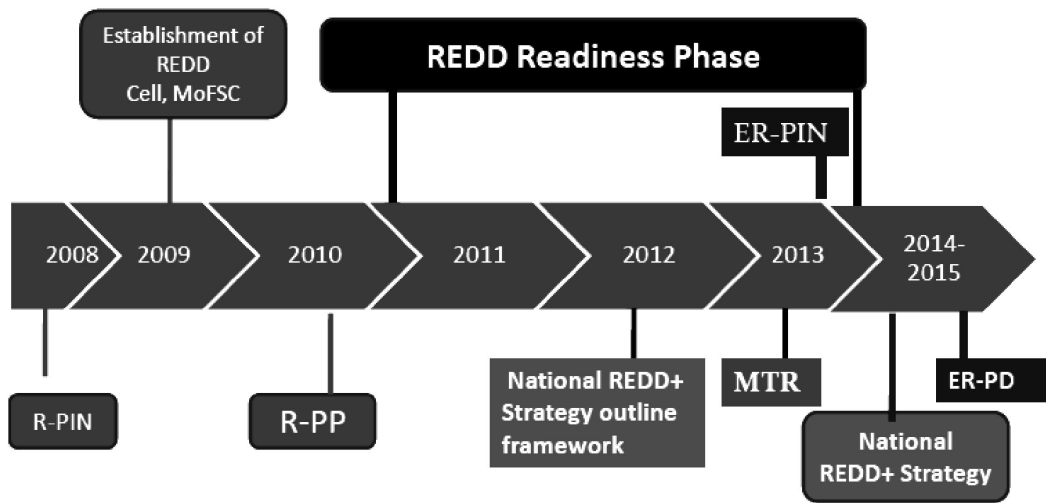 Establishment of
REDD
Cell, MoFSC
REDD Readiness Phase
ER-PIN
2008
2009
2010
2011
2012
2013
2014-
2015
R-PIN
R-PP
National REDD+
Strategy outline
framework
MTR
ER-PD
National
REDD+ Strategy